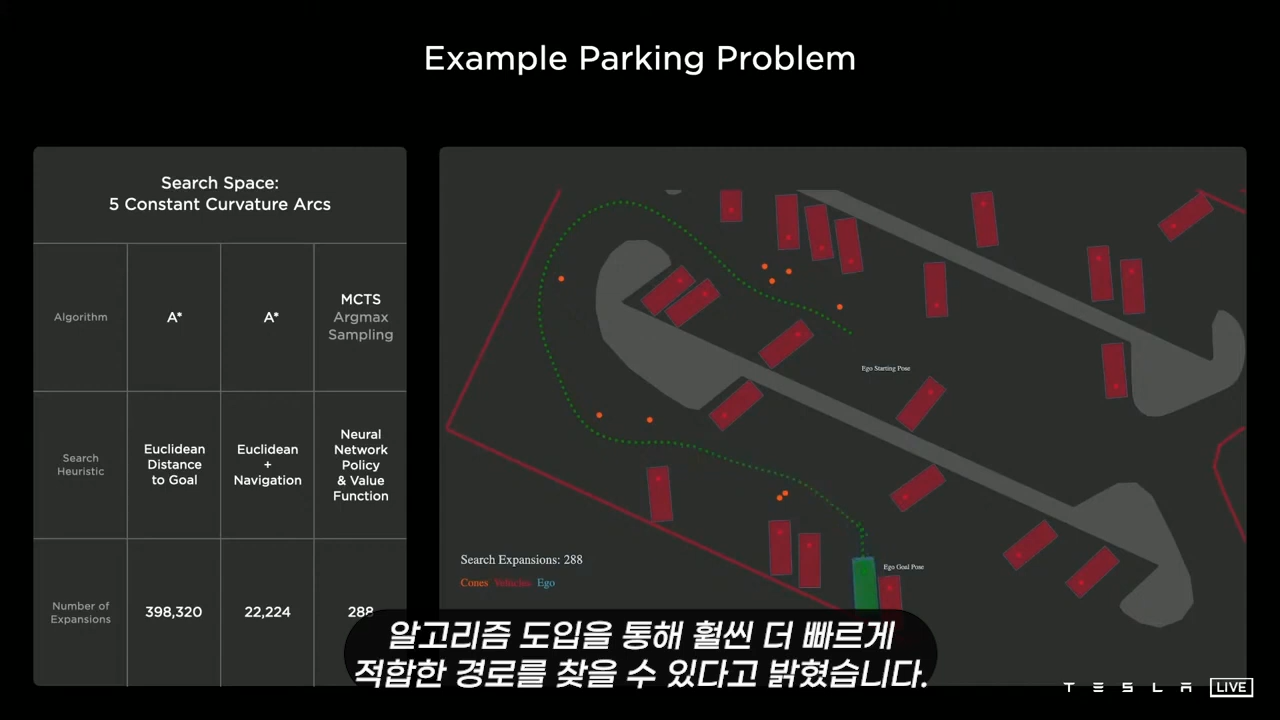 Example Parking Problem
Search Space:
5 Constant Curvature Arcs
Algorithm
A*
A*
MCTS
Argmax
Sampling
Search
Heuristic
Euclidean
Distance
to Goal
Euclidean
+
Navigation
Neural
Network
Policy
& Value
Function
Number of
Expansions
398,320
22,224
288
Ego Starting Pose
Ego Goal Pose
Search Expansions: 288
Cones Vehicles Ego
알고리즘 도입을 통해 훨씬 더 빠르게
적합한 경로를 찾을 수 있다고 밝혔습니다.
TESLA LIVE